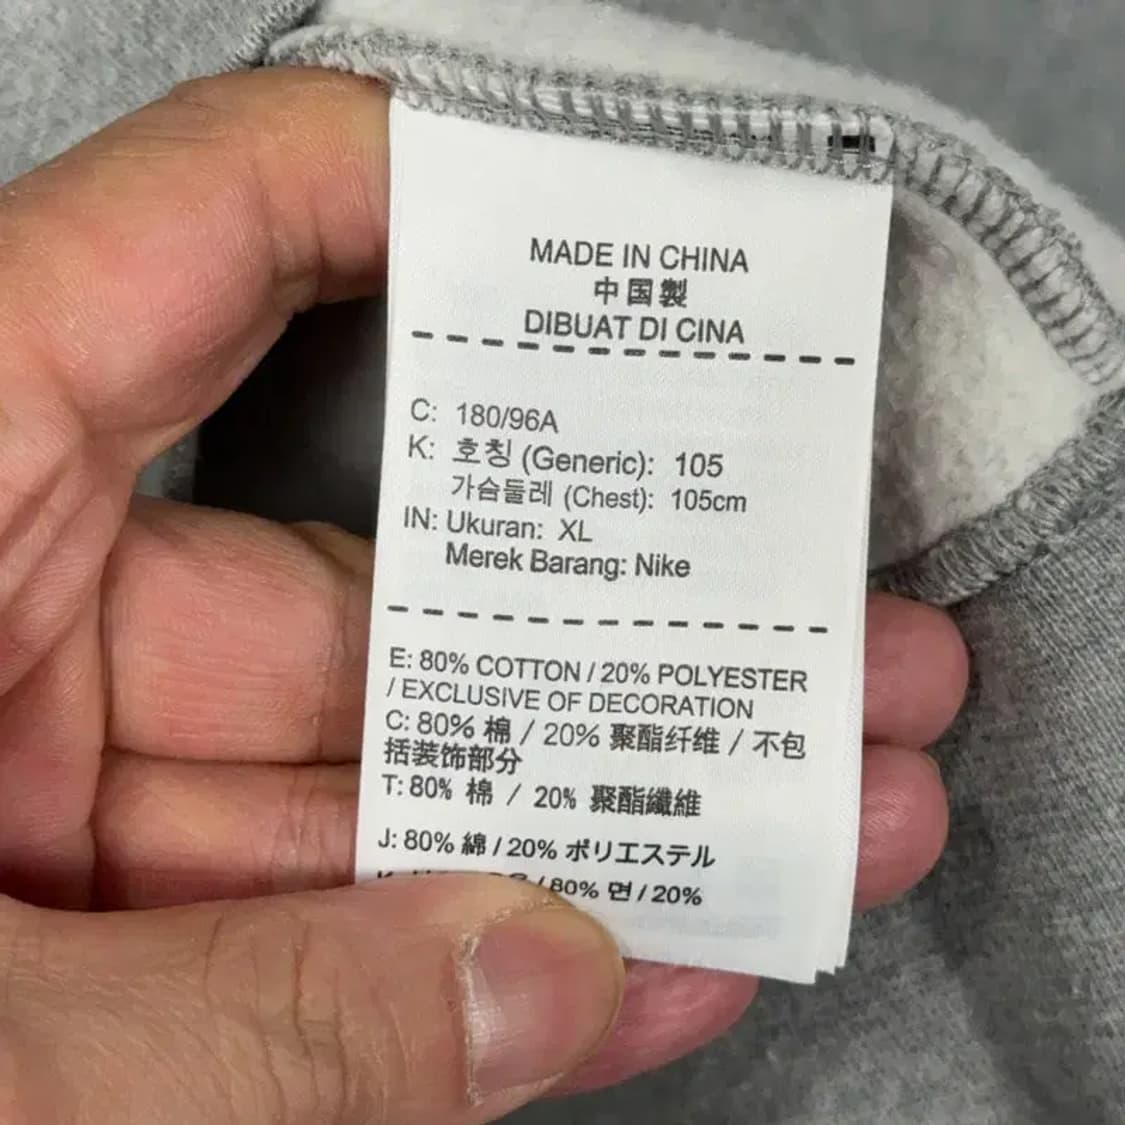 MADE IN CHINA
中国製
DIBUAT DI CINA
C: 180/96A
K: 호칭 (Generic): 105
가슴둘레 (Chest): 105cm
IN: Ukuran: XL
Merek Barang: Nike
E: 80% COTTON / 20% POLYESTER
/ EXCLUSIVE OF DECORATION
C: 80% 棉 / 20% 聚酯纤维 / 不包
括装饰部分
T: 80% 棉 / 20% 聚酯纖維
J: 80% 綿 / 20% ポリエステル
/ 80% 면 / 20%